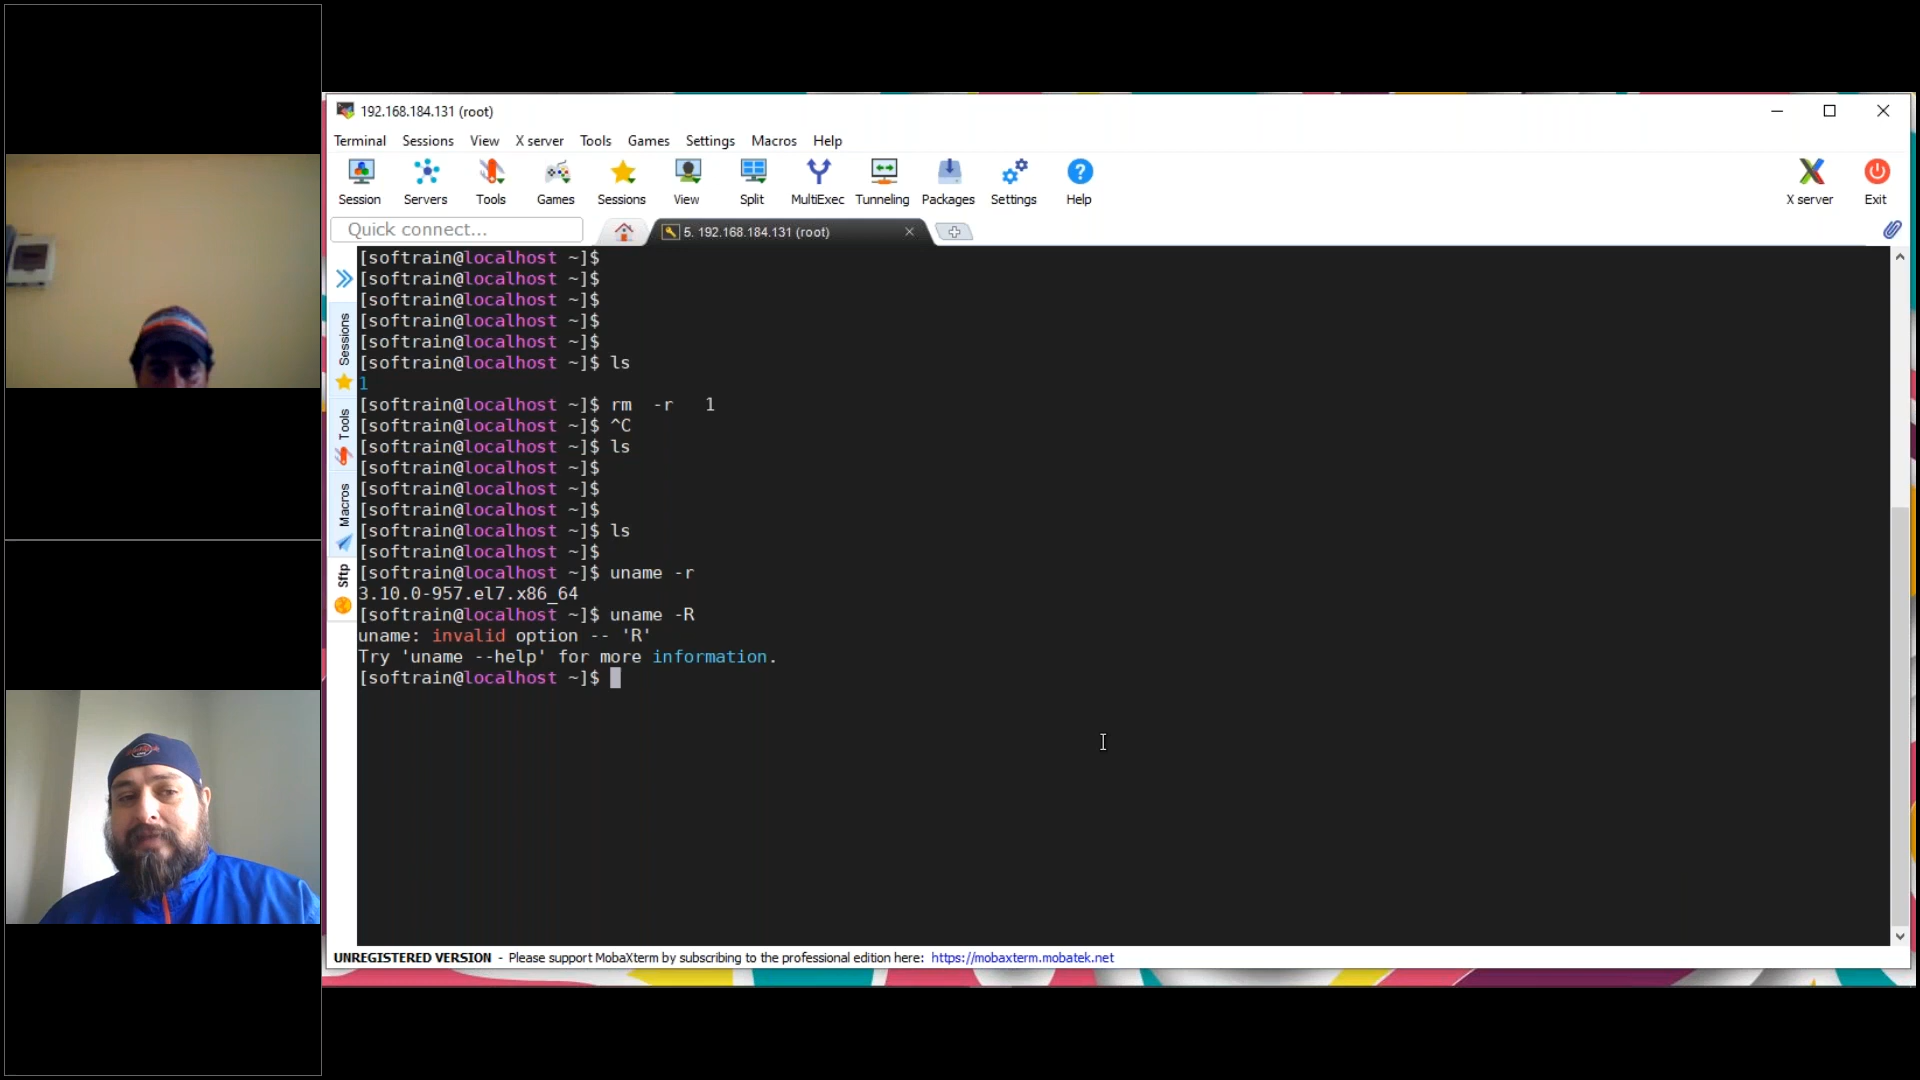 192.168.184.131 (root)
Terminal Sessions View X server Tools Games Settings Macros Help
Session Servers Tools Games Sessions View Split MultiExec Tunneling Packages Settings Help X server Exit
Quick connect... 5. 192.168.184.131 (root)
[softrain@localhost ~]$
[softrain@localhost ~]$
[softrain@localhost ~]$
[softrain@localhost ~]$
[softrain@localhost ~]$
[softrain@localhost ~]$ ls
1
[softrain@localhost ~]$ rm  -r   1
[softrain@localhost ~]$ ^C
[softrain@localhost ~]$ ls
[softrain@localhost ~]$
[softrain@localhost ~]$
[softrain@localhost ~]$
[softrain@localhost ~]$ ls
[softrain@localhost ~]$
[softrain@localhost ~]$ uname -r
3.10.0-957.el7.x86_64
[softrain@localhost ~]$ uname -R
uname: invalid option -- 'R'
Try 'uname --help' for more information.
[softrain@localhost ~]$
Sessions
Tools
Macros
Sftp
UNREGISTERED VERSION - Please support MobaXterm by subscribing to the professional edition here: https://mobaxterm.mobatek.net